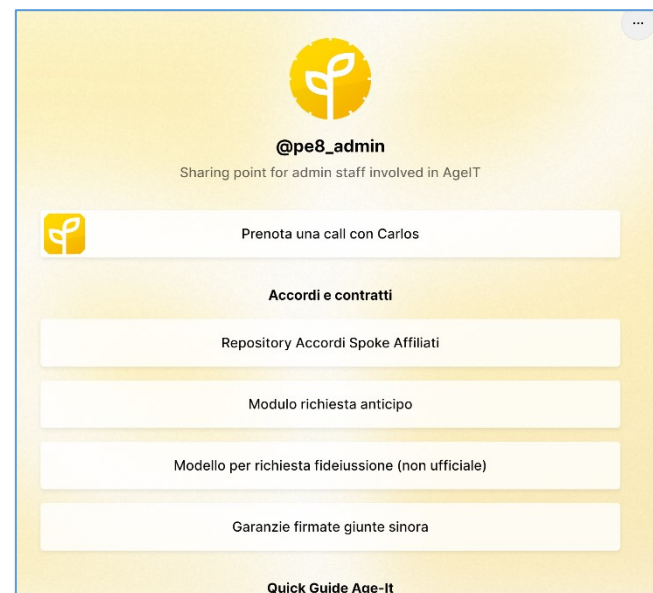 ...
@pe8_admin
Sharing point for admin staff involved in AgeIT
Prenota una call con Carlos
Accordi e contratti
Repository Accordi Spoke Affiliati
Modulo richiesta anticipo
Modello per richiesta fideiussione (non ufficiale)
Garanzie firmate giunte sinora
Quick Guide Age-It